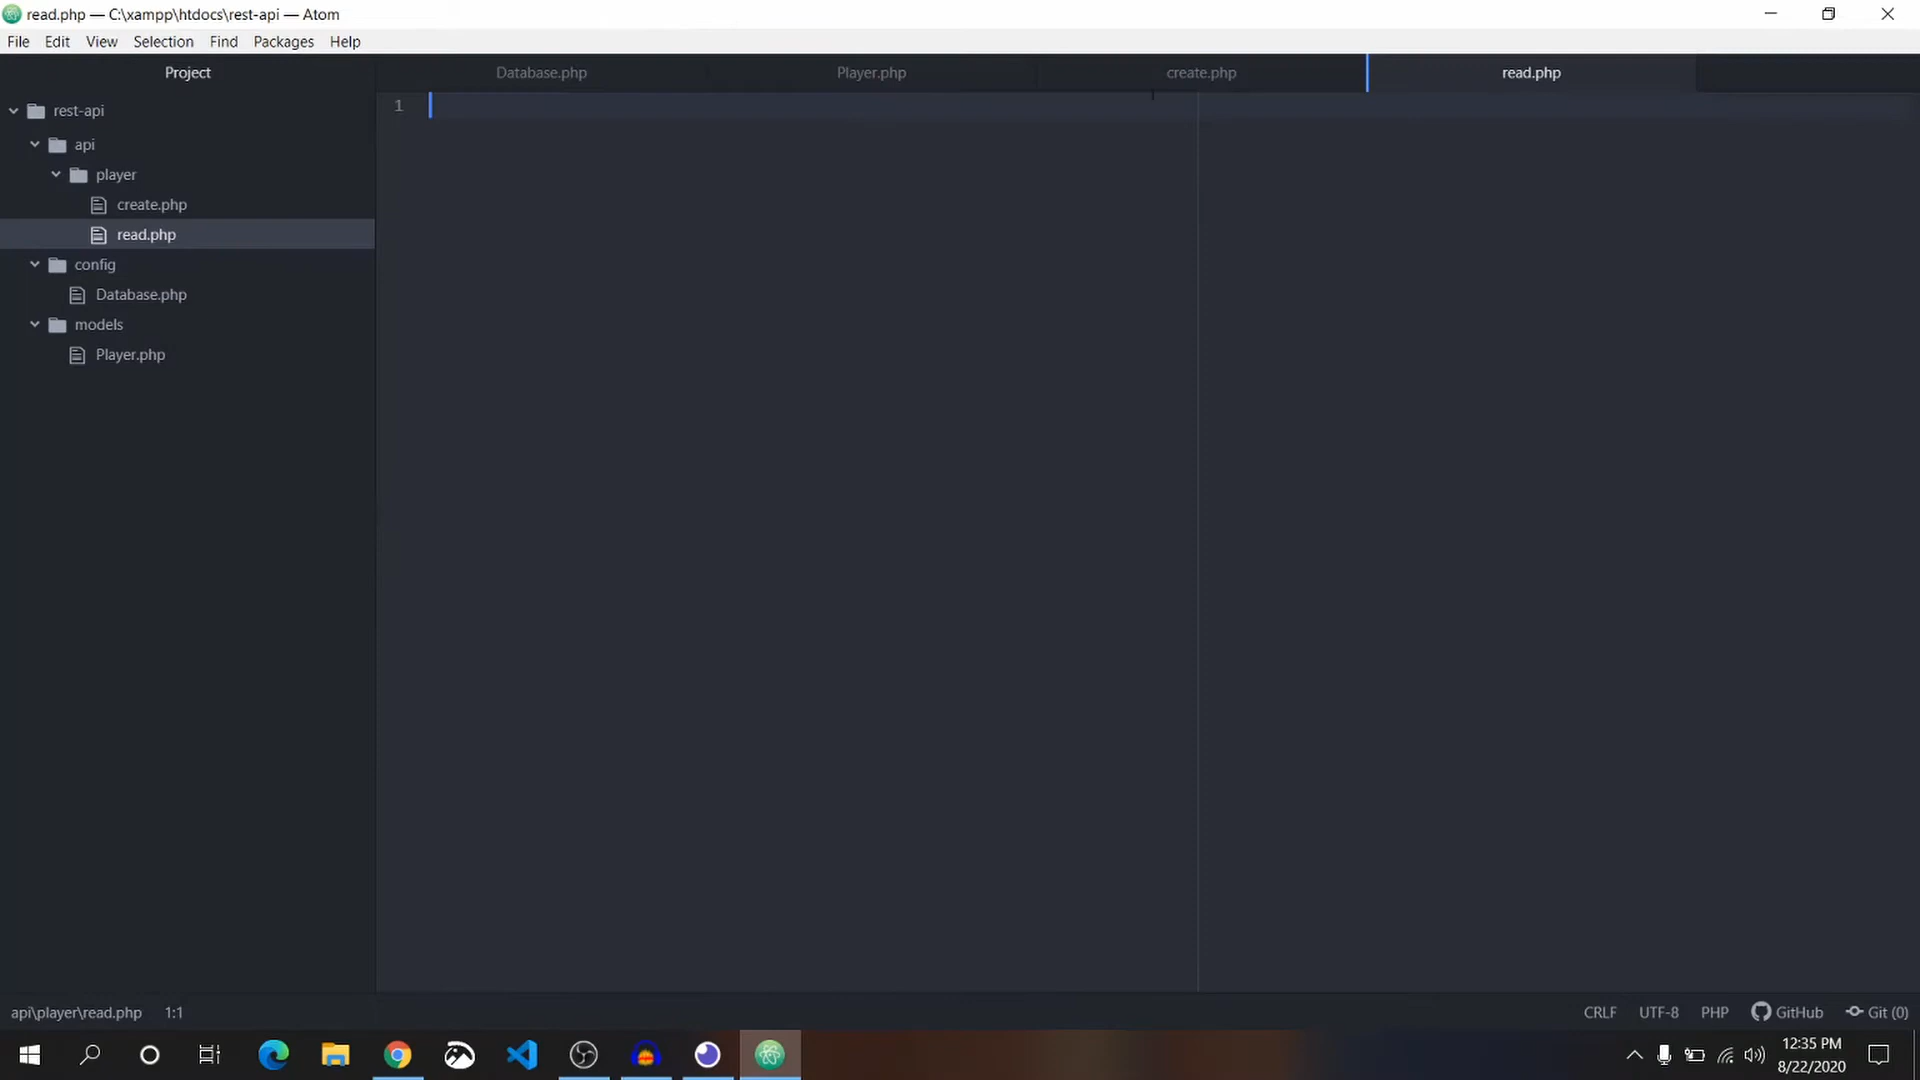 read.php — C:\xampp\htdocs\rest-api — Atom
File Edit View Selection Find Packages Help
Project
Database.php
Player.php
create.php
read.php
1
rest-api
api
player
create.php
read.php
config
Database.php
models
Player.php
api\player\read.php 1:1
CRLF UTF-8 PHP GitHub Git (0)
12:35 PM
8/22/2020